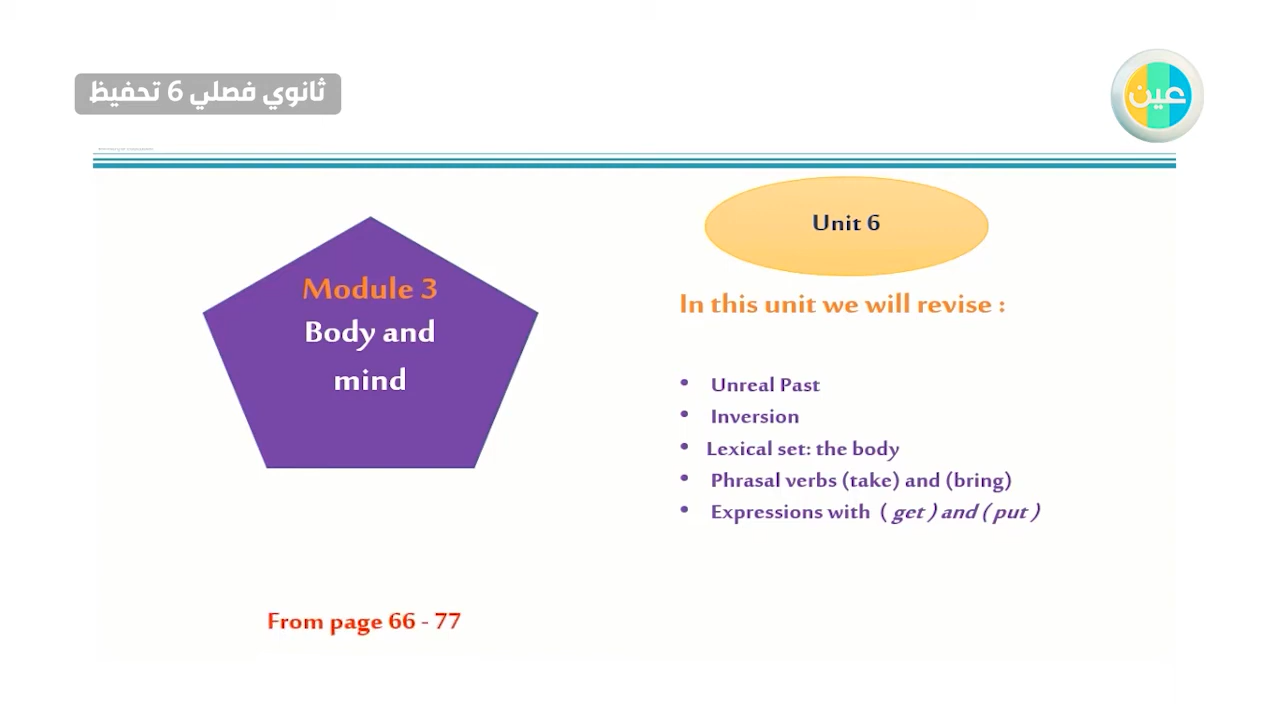 ثانوي فصلي 6 تحفيظ
عين
Module 3
Body and
mind
From page 66 - 77
Unit 6
In this unit we will revise :
• Unreal Past
• Inversion
• Lexical set: the body
• Phrasal verbs (take) and (bring)
• Expressions with ( get ) and ( put )